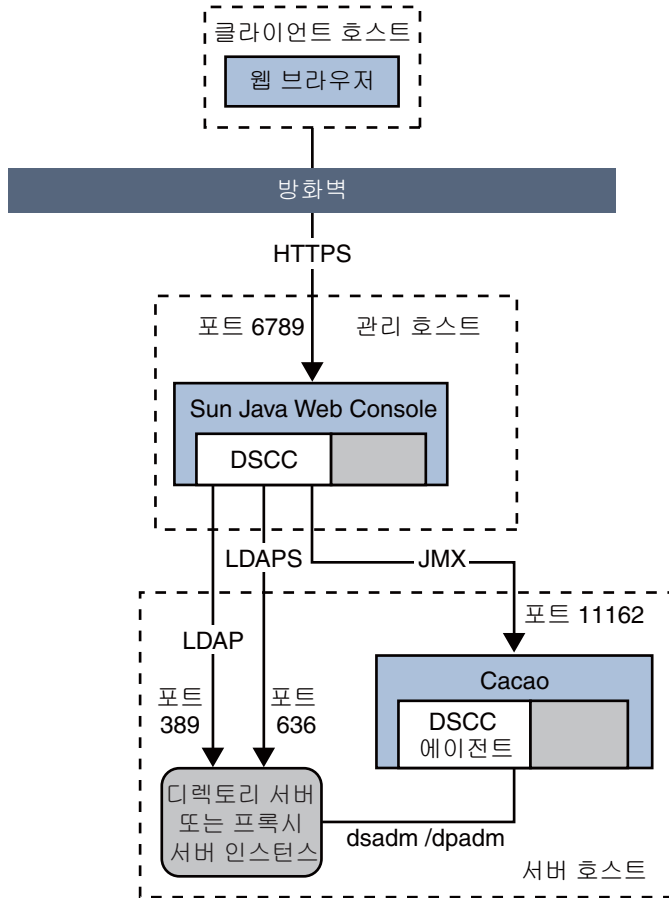 클라이언트 호스트
웹 브라우저
방화벽
HTTPS
포트 6789
관리 호스트
Sun Java Web Console
DSCC
LDAPS
JMX
LDAP
포트 11162
포트
389
포트
636
Cacao
DSCC
에이전트
디렉토리 서버
또는 프록시
서버 인스턴스
dsadm /dpadm
서버 호스트